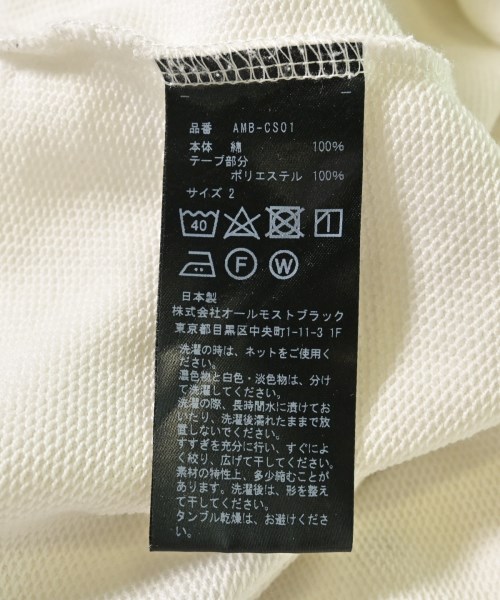 品番 AMB-CS01
本体 綿 100%
テープ部分
ポリエステル 100%
サイズ 2
40
F W
日本製
株式会社オールモストブラック
東京都目黒区中央町1-11-3 1F
洗濯の時は、ネットをご使用く
ださい。
濃色物と白色・淡色物は、分け
て洗濯してください。
洗濯の際、長時間水に漬けてお
いたり、洗濯後濡れたままで放
置しないでください。
すすぎを充分に行い、すぐによ
く絞り、広げて干してください。
素材の特性上、多少縮むことが
あります。洗濯後は、形を整え
て干してください。
タンブル乾燥は、お避けくださ
い。